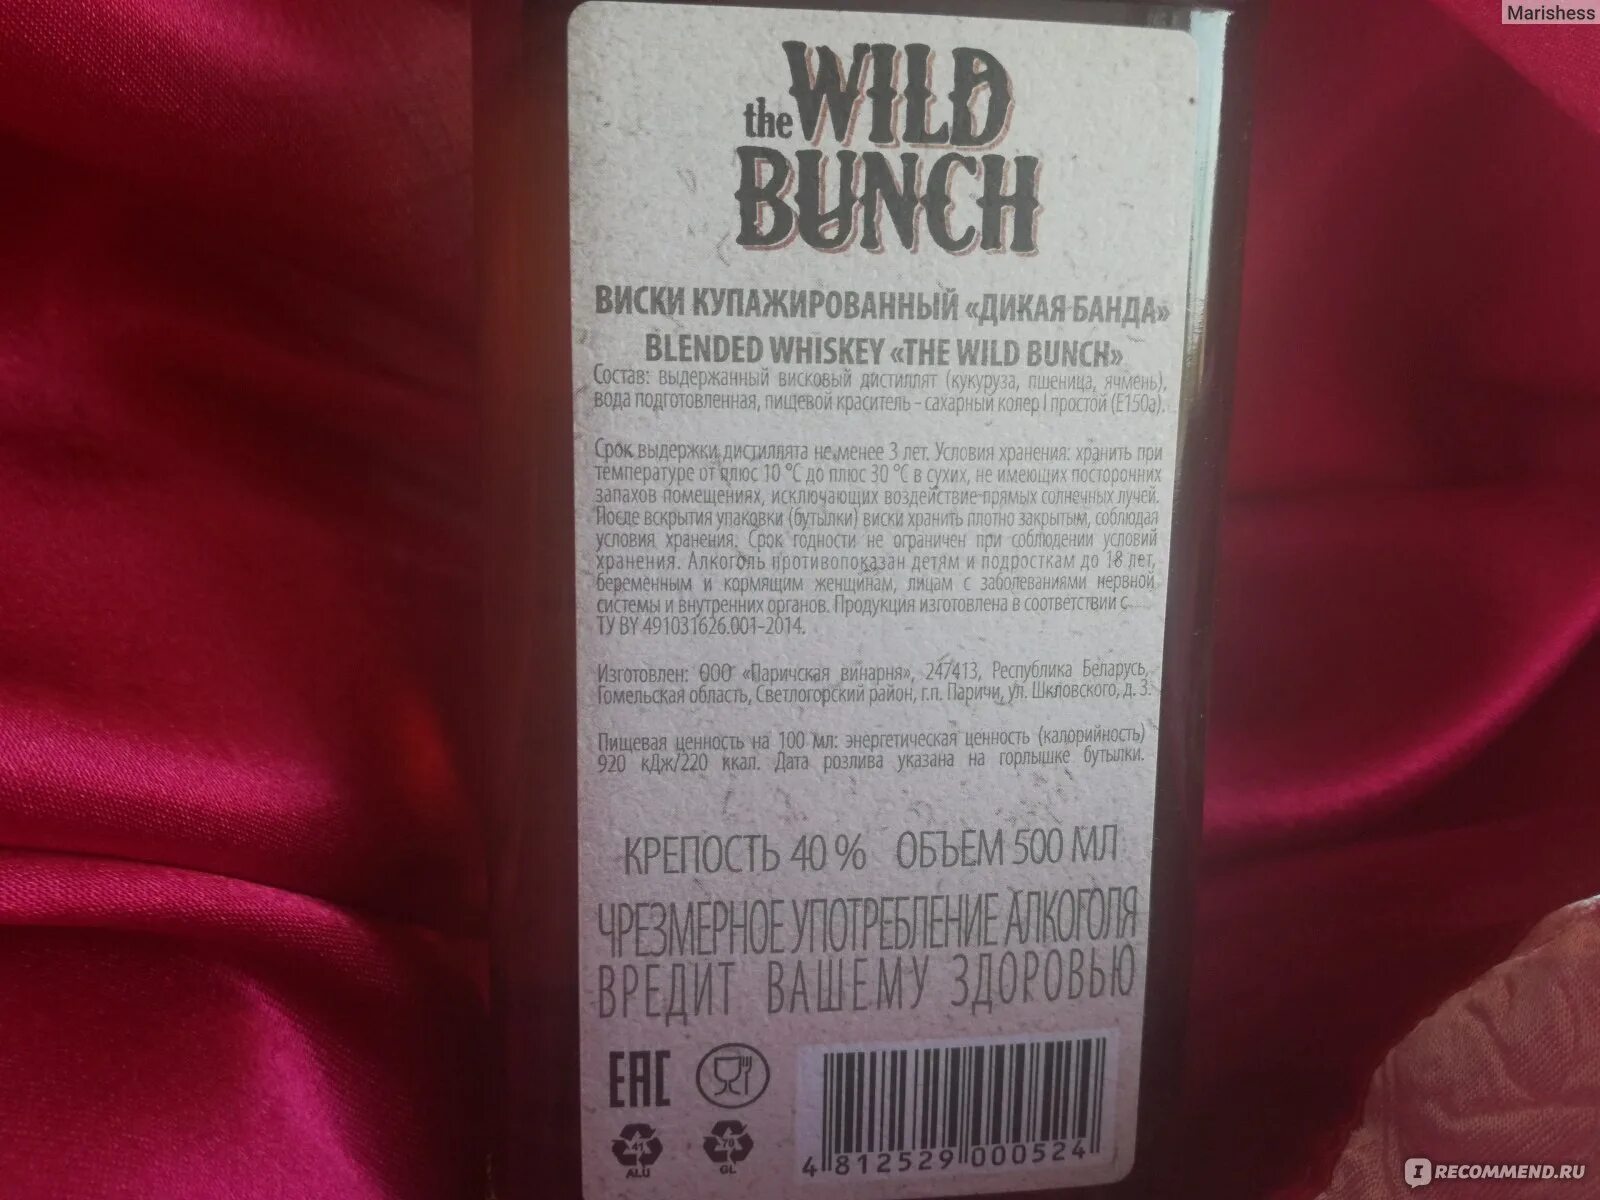 Marishess
the WILD
BUNCH
ВИСКИ КУПАЖИРОВАННЫЙ «ДИКАЯ БАНДА»
BLENDED WHISKEY «THE WILD BUNCH»
Состав: выдержанный висковый дистиллят (кукуруза, пшеница, ячмень),
вода подготовленная, пищевой краситель – сахарный колер I простой (Е150а).
Срок выдержки дистиллята не менее 3 лет. Условия хранения: хранить при
температуре от плюс 10 °С до плюс 30 °С в сухих, не имеющих посторонних
запахов помещениях, исключающих воздействие прямых солнечных лучей.
После вскрытия упаковки (бутылки) виски хранить плотно закрытым, соблюдая
условия хранения. Срок годности не ограничен при соблюдении условий
хранения. Алкоголь противопоказан детям и подросткам до 18 лет,
беременным и кормящим женщинам, лицам с заболеваниями нервной
системы и внутренних органов. Продукция изготовлена в соответствии с
ТУ BY 491031626.001-2014.
Изготовлен: ООО «Паричская винарня», 247413, Республика Беларусь,
Гомельская область, Светлогорский район, г.п. Паричи, ул. Шкловского, д. 3.
Пищевая ценность на 100 мл: энергетическая ценность (калорийность)
920 кДж/220 ккал. Дата розлива указана на горлышке бутылки.
КРЕПОСТЬ 40 % ОБЪЕМ 500 МЛ
ЧРЕЗМЕРНОЕ УПОТРЕБЛЕНИЕ АЛКОГОЛЯ
ВРЕДИТ ВАШЕМУ ЗДОРОВЬЮ
EAC
41
ALU
70
GL
4 812529 000524
IRECOMMEND.RU